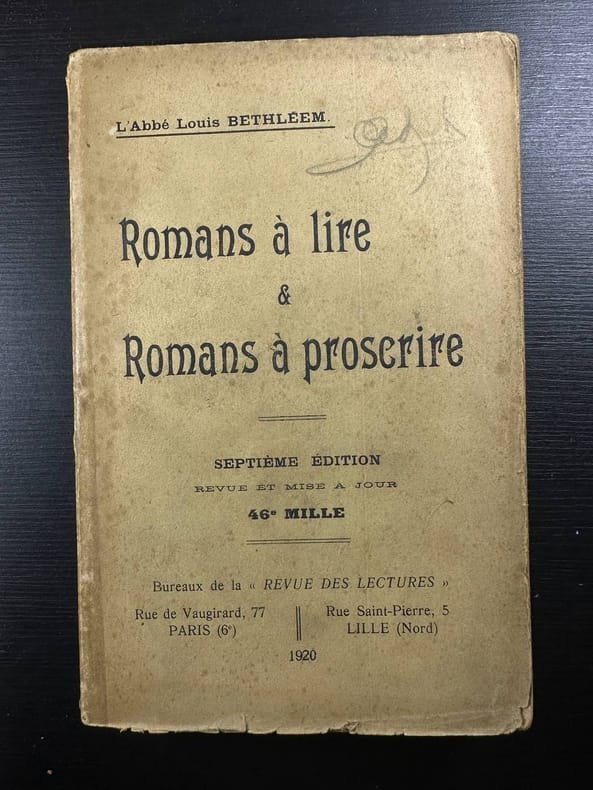 L'Abbé Louis BETHLÉEM.
Romans à lire
&
Romans à proscrire
SEPTIÈME ÉDITION
REVUE ET MISE A JOUR
46e MILLE
Bureaux de la « REVUE DES LECTURES »
Rue de Vaugirard, 77
PARIS (6e)
Rue Saint-Pierre, 5
LILLE (Nord)
1920